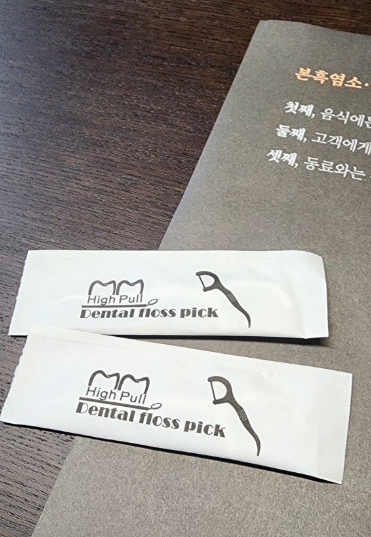 본흑염소·
첫째, 음식에는
둘째, 고객에게
셋째, 동료와는
High Pull
Dental floss pick
High Pull
Dental floss pick